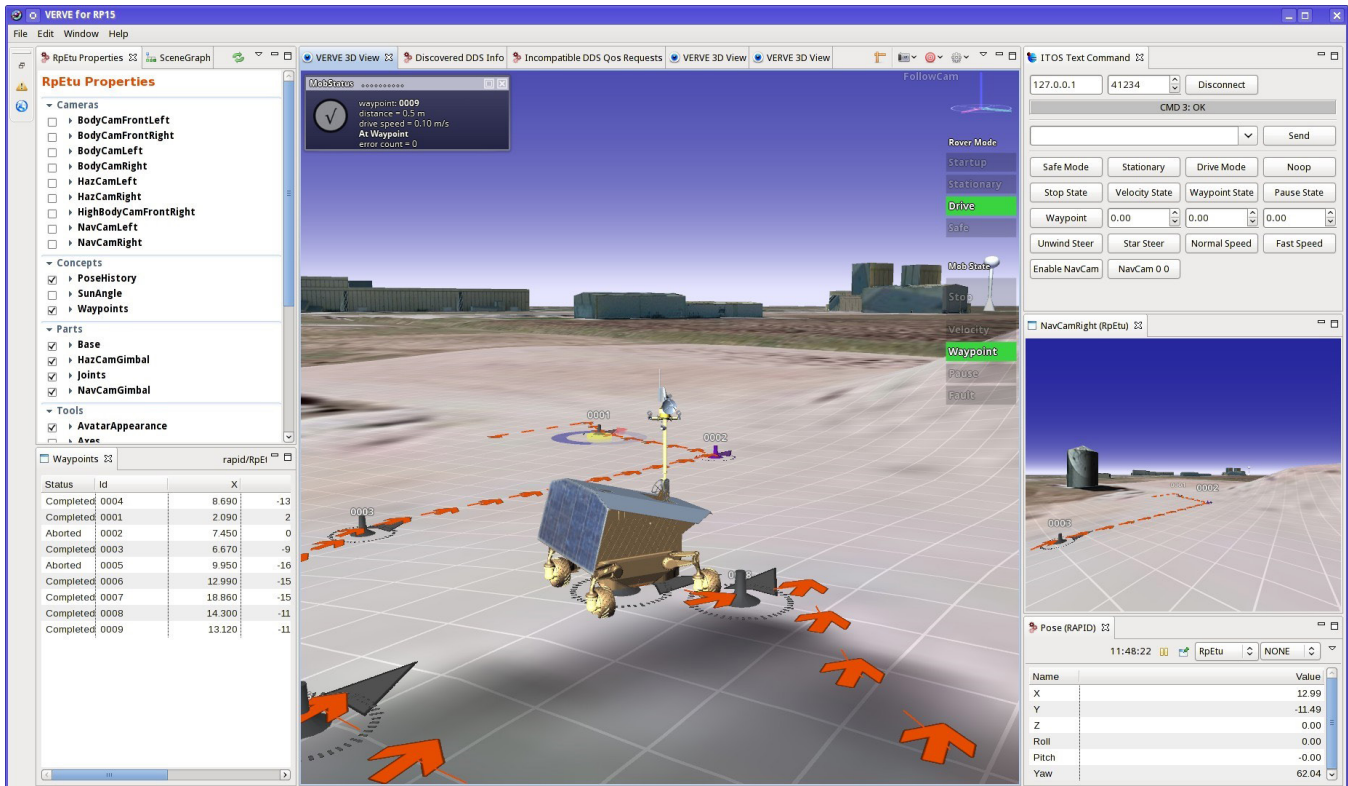 VERVE for RP15
File Edit Window Help
RpEtu Properties SceneGraph
RpEtu Properties
Cameras
BodyCamFrontLeft
BodyCamFrontRight
BodyCamLeft
BodyCamRight
HazCamLeft
HazCamRight
HighBodyCamFrontRight
NavCamLeft
NavCamRight
Concepts
PoseHistory
SunAngle
Waypoints
Parts
Base
HazCamGimbal
Joints
NavCamGimbal
Tools
AvatarAppearance
Axes
Waypoints rapid/RpEl
Status Id X
Completed 0004 8.690 -13
Completed 0001 2.090 2
Aborted 0002 7.450 0
Completed 0003 6.670 -9
Aborted 0005 9.950 -16
Completed 0006 12.990 -15
Completed 0007 18.860 -15
Completed 0008 14.300 -11
Completed 0009 13.120 -11
VERVE 3D View Discovered DDS Info Incompatible DDS Qos Requests VERVE 3D View VERVE 3D View
MobStatus
waypoint: 0009
distance = 0.5 m
drive speed = 0.10 m/s
At Waypoint
error count = 0
FollowCam
Rover Mode
Startup
Stationary
Drive
Safe
Mob State
Stop
Velocity
Waypoint
Pause
Fault
0001
0002
0003
ITOS Text Command
127.0.0.1 41234 Disconnect
CMD 3: OK
Send
Safe Mode Stationary Drive Mode Noop
Stop State Velocity State Waypoint State Pause State
Waypoint 0.00 0.00 0.00
Unwind Steer Star Steer Normal Speed Fast Speed
Enable NavCam NavCam 0 0
NavCamRight (RpEtu)
0001 0002
0003
Pose (RAPID)
11:48:22 RpEtu NONE
Name Value
X 12.99
Y -11.49
Z 0.00
Roll 0.00
Pitch -0.00
Yaw 62.04